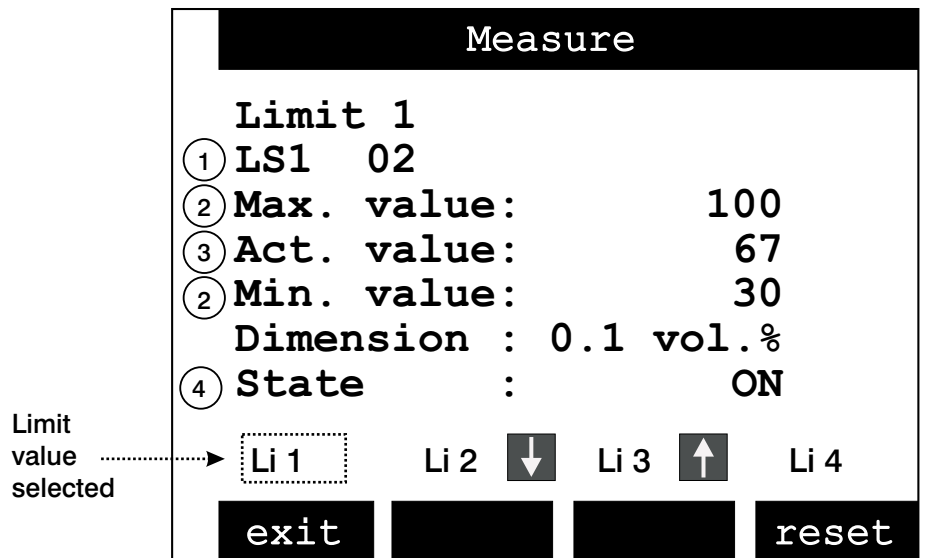 Measure
Limit 1
1 LS1 02
2 Max. value: 100
3 Act. value: 67
2 Min. value: 30
Dimension : 0.1 vol.%
4 State : ON
Limit
value
selected
Li 1 Li 2 ↓ Li 3 ↑ Li 4
exit reset